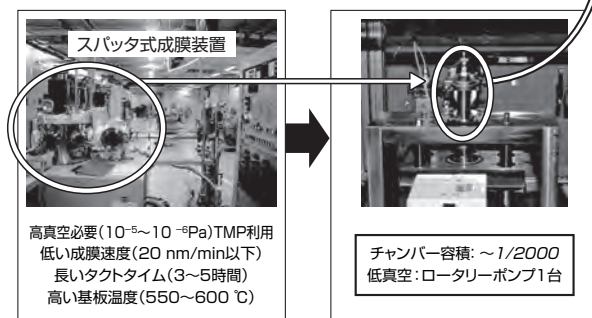 スパッタ式成膜装置
高真空必要(10⁻⁵～10 ⁻⁶Pa)TMP利用
低い成膜速度(20 nm/min以下)
長いタクトタイム(3～5時間)
高い基板温度(550～600 ℃)
チャンバー容積：～1/2000
低真空：ロータリーポンプ1台